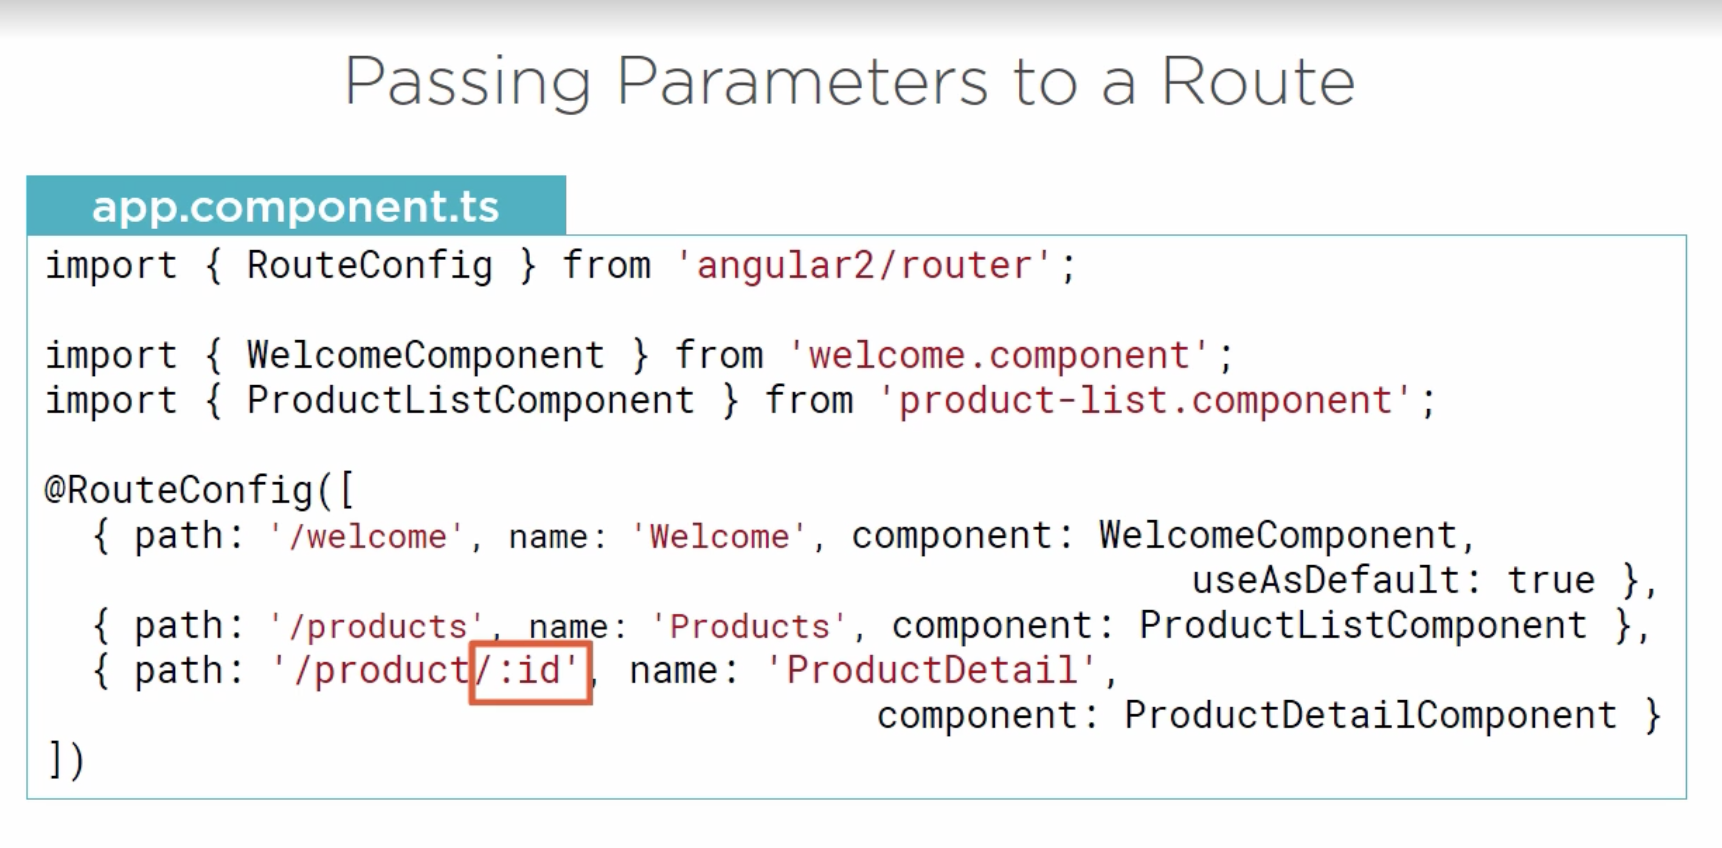 Passing Parameters to a Route
app.component.ts
import { RouteConfig } from 'angular2/router';
import { WelcomeComponent } from 'welcome.component';
import { ProductListComponent } from 'product-list.component';
@RouteConfig([
{ path: '/welcome', name: 'Welcome', component: WelcomeComponent,
useAsDefault: true },
{ path: '/products', name: 'Products', component: ProductListComponent },
{ path: '/product/:id', name: 'ProductDetail',
component: ProductDetailComponent }
])